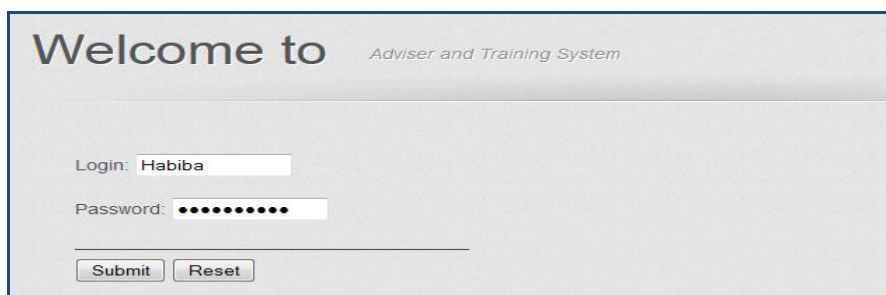 Welcome to Adviser and Training System
Login: Habiba
Password: ●●●●●●●●●●
Submit Reset